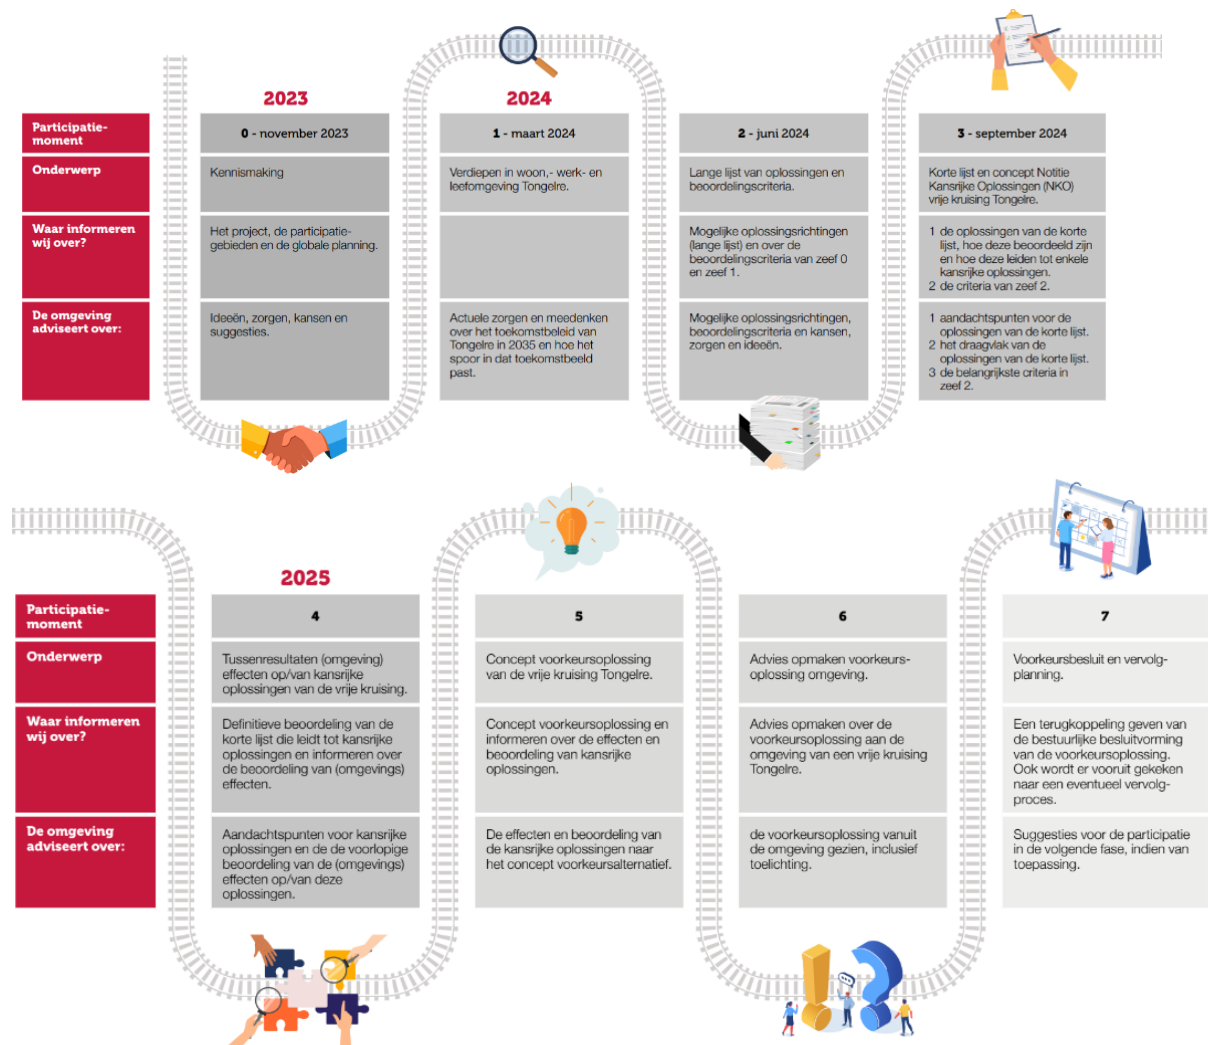 2023
2024
Participatie-
moment
0 - november 2023
1 - maart 2024
2 - juni 2024
3 - september 2024
Onderwerp
Kennismaking
Verdiepen in woon,- werk- en
leefomgeving Tongelre.
Lange lijst van oplossingen en
beoordelingscriteria.
Korte lijst en concept Notitie
Kansrijke Oplossingen (NKO)
vrije kruising Tongelre.
Waar informeren
wij over?
Het project, de participatie-
gebieden en de globale planning.
Mogelijke oplossingsrichtingen
(lange lijst) en over de
beoordelingscriteria van zeef 0
en zeef 1.
1 de oplossingen van de korte
lijst, hoe deze beoordeeld zijn
en hoe deze leiden tot enkele
kansrijke oplossingen.
2 de criteria van zeef 2.
De omgeving
adviseert over:
Ideeën, zorgen, kansen en
suggesties.
Actuele zorgen en meedenken
over het toekomstbeleid van
Tongelre in 2035 en hoe het
spoor in dat toekomstbeeld
past.
Mogelijke oplossingsrichtingen,
beoordelingscriteria en kansen,
zorgen en ideeën.
1 aandachtspunten voor de
oplossingen van de korte lijst.
2 het draagvlak van de
oplossingen van de korte lijst.
3 de belangrijkste criteria in
zeef 2.
2025
Participatie-
moment
4
5
6
7
Onderwerp
Tussenresultaten (omgeving)
effecten op/van kansrijke
oplossingen van de vrije kruising.
Concept voorkeursoplossing
van de vrije kruising Tongelre.
Advies opmaken voorkeurs-
oplossing omgeving.
Voorkeursbesluit en vervolg-
planning.
Waar informeren
wij over?
Definitieve beoordeling van de
korte lijst die leidt tot kansrijke
oplossingen en informeren over
de beoordeling van (omgevings)
effecten.
Concept voorkeursoplossing en
informeren over de effecten en
beoordeling van kansrijke
oplossingen.
Advies opmaken over de
voorkeursoplossing aan de
omgeving van een vrije kruising
Tongelre.
Een terugkoppeling geven van
de bestuurlijke besluitvorming
van de voorkeursoplossing.
Ook wordt er vooruit gekeken
naar een eventueel vervolg-
proces.
De omgeving
adviseert over:
Aandachtspunten voor kansrijke
oplossingen en de de voorlopige
beoordeling van de (omgevings)
effecten op/van deze
oplossingen.
De effecten en beoordeling van
de kansrijke oplossingen naar
het concept voorkeursalternatief.
de voorkeursoplossing vanuit
de omgeving gezien, inclusief
toelichting.
Suggesties voor de participatie
in de volgende fase, indien van
toepassing.
! ?